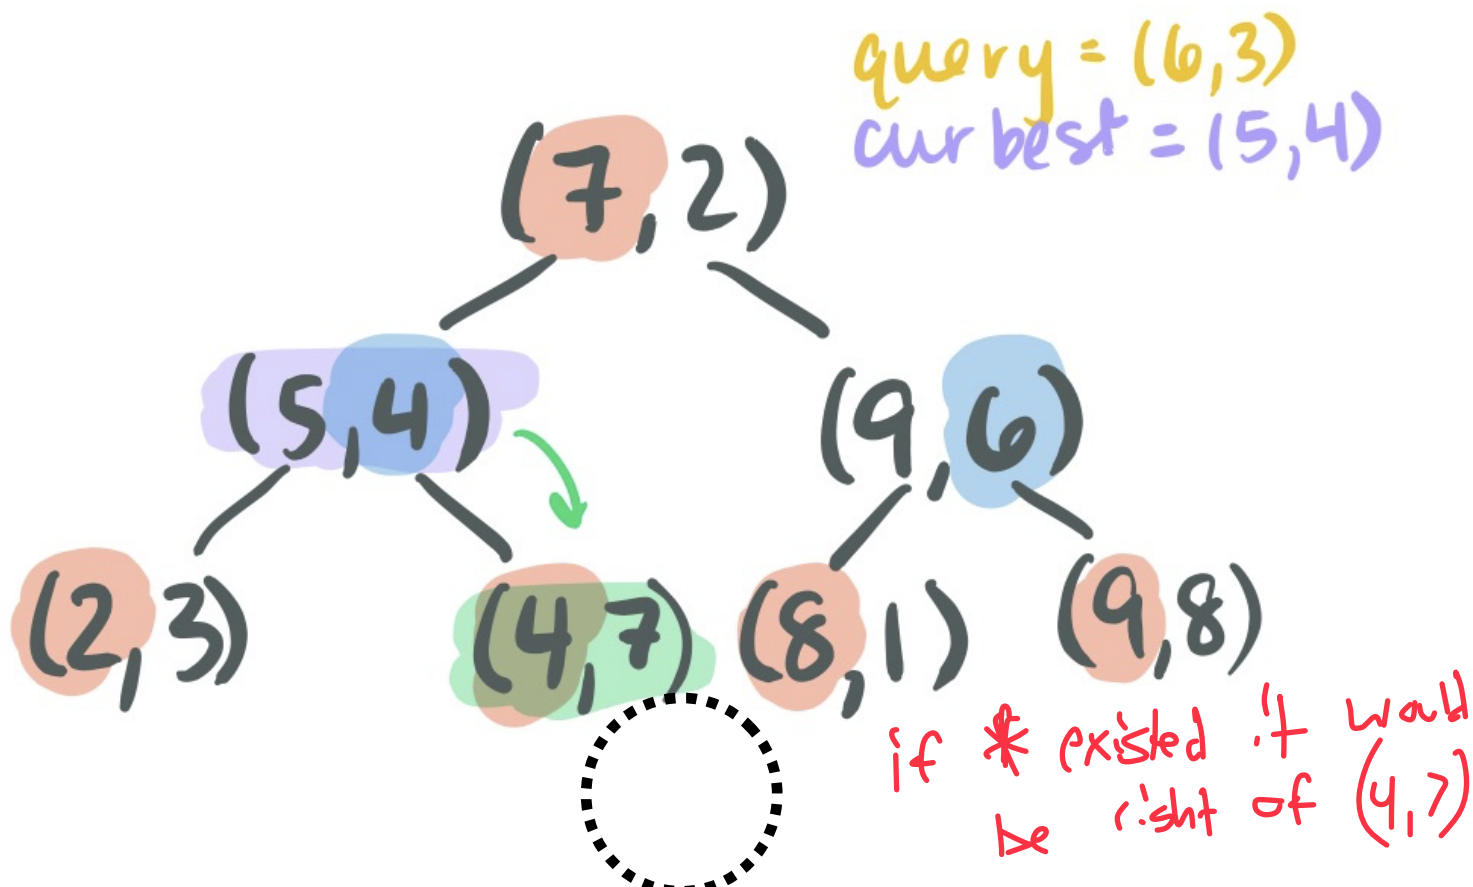 query = (6,3)
cur best = (5,4)
(7,2)
(5,4)
(9,6)
(2,3)
(4,7)
(8,1)
(9,8)
if * existed it would
be right of (4,7)